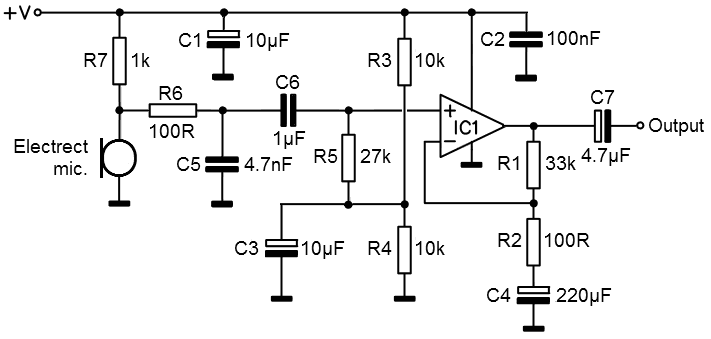 +V
R7
1k
C1
10µF
R3
10k
C2
100nF
R6
100R
C6
1µF
+
−
IC1
C7
4.7µF
Output
Electrect
mic.
C5
4.7nF
R5
27k
R1
33k
C3
10µF
R4
10k
R2
100R
C4
220µF